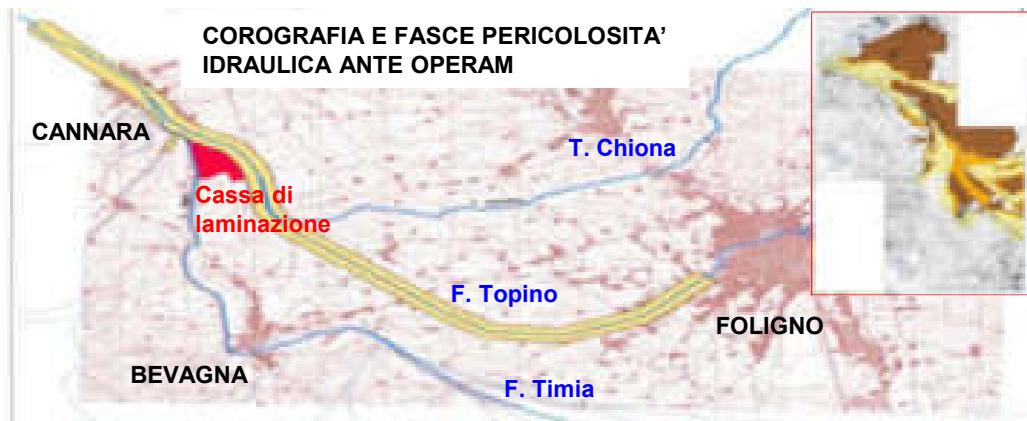 COROGRAFIA E FASCE PERICOLOSITA'
IDRAULICA ANTE OPERAM
CANNARA
T. Chiona
Cassa di
laminazione
F. Topino
FOLIGNO
BEVAGNA
F. Timia